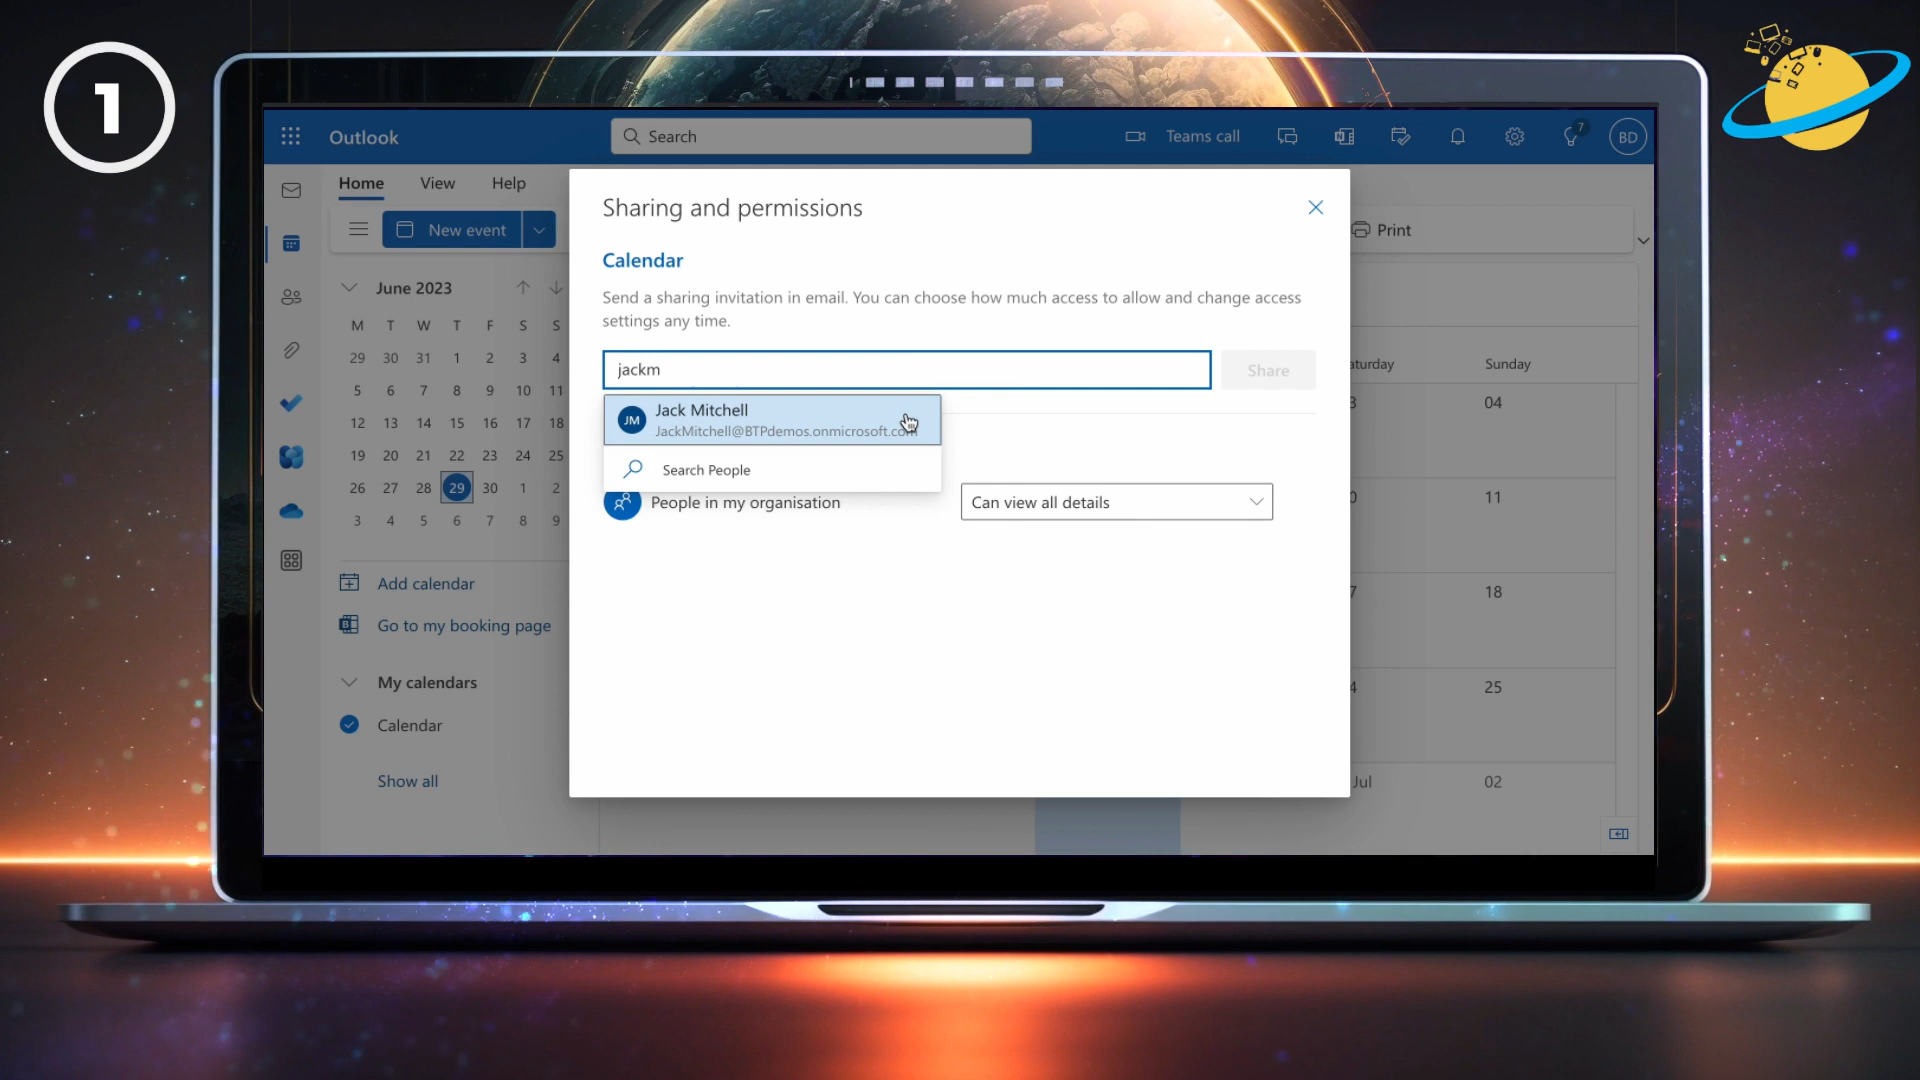 1
Outlook
Search
Teams call
7
BD
Home
View
Help
New event
Print
Sharing and permissions
Calendar
Send a sharing invitation in email. You can choose how much access to allow and change access
settings any time.
jackm
Share
JM
Jack Mitchell
JackMitchell@BTPdemos.onmicrosoft.com
Search People
People in my organisation
Can view all details
June 2023
M T W T F S S
29 30 31 1 2 3 4
5 6 7 8 9 10 11
12 13 14 15 16 17 18
19 20 21 22 23 24 25
26 27 28 29 30 1 2
3 4 5 6 7 8 9
Add calendar
Go to my booking page
My calendars
Calendar
Show all
aturday
Sunday
3
04
0
11
7
18
4
25
Jul
02